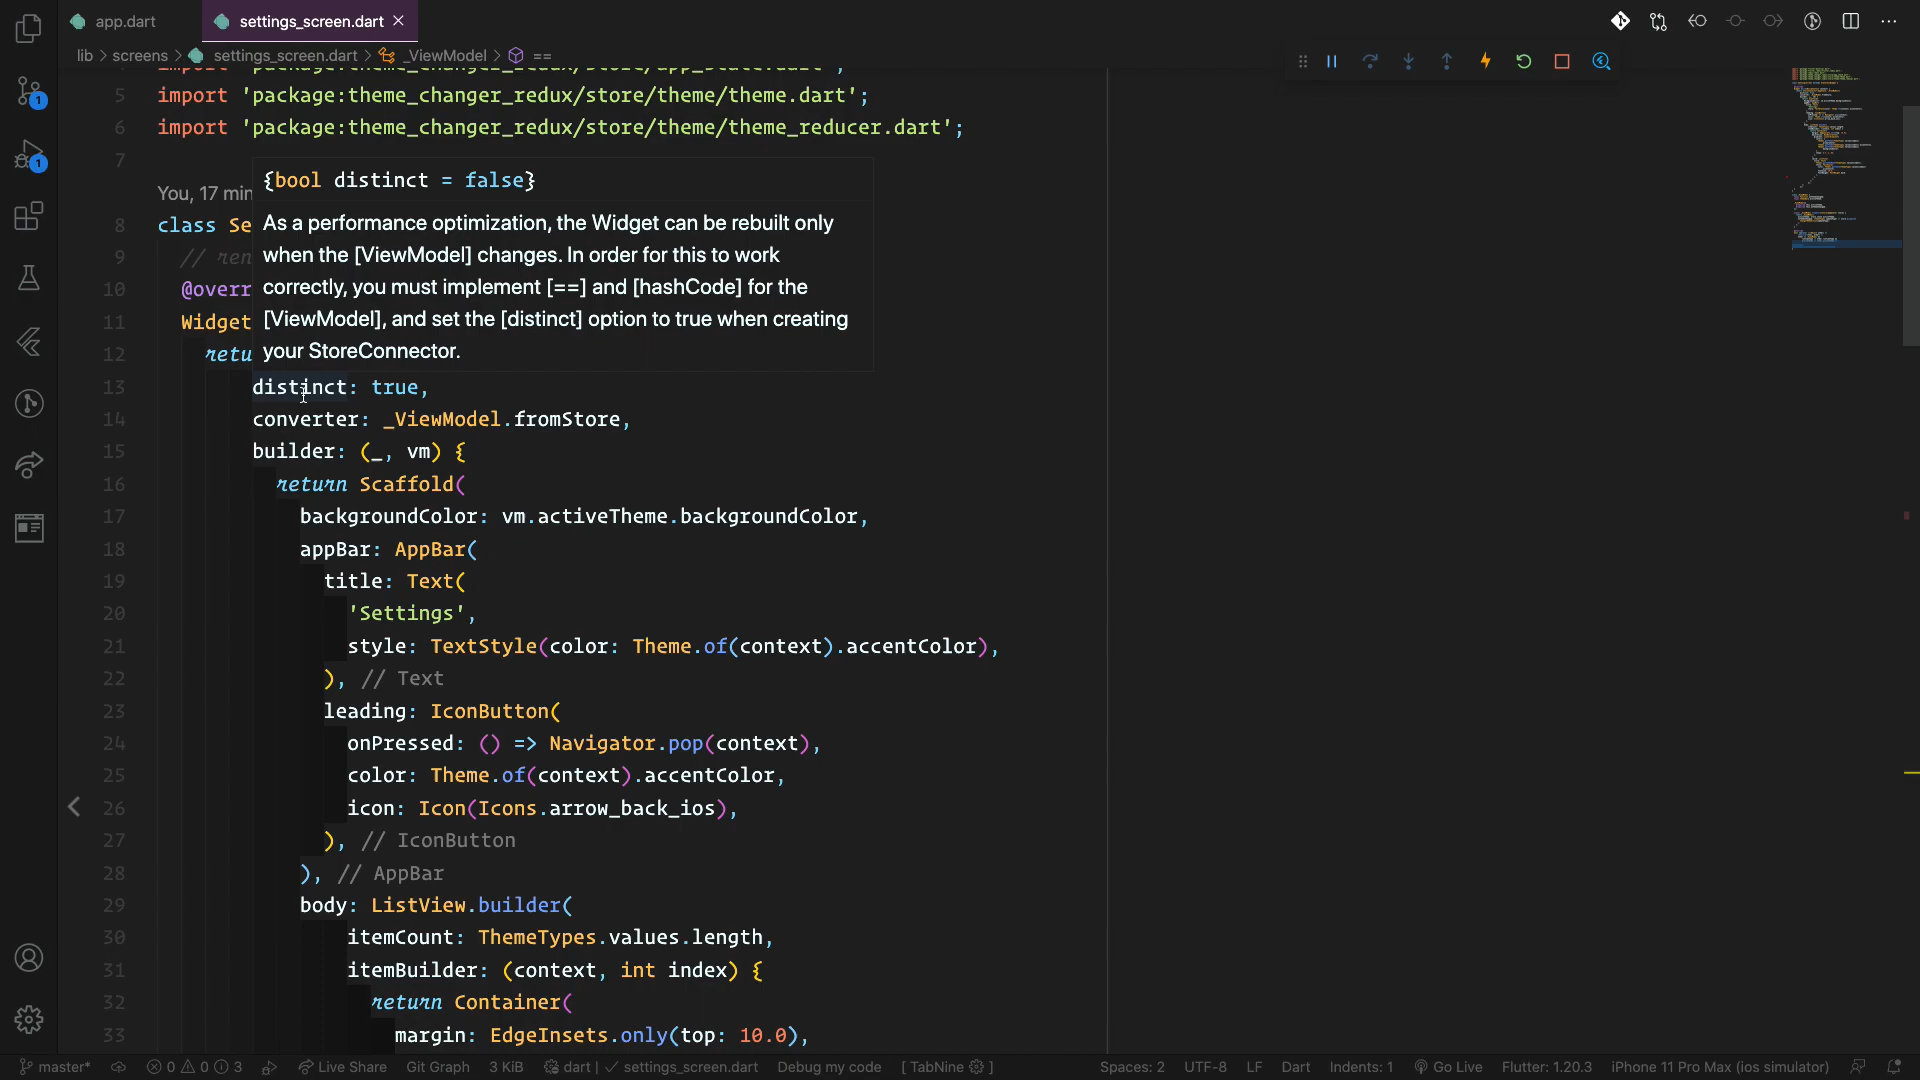 app.dart
settings_screen.dart
lib > screens > settings_screen.dart > _ViewModel > ==
5 import 'package:theme_changer_redux/store/theme/theme.dart';
6 import 'package:theme_changer_redux/store/theme/theme_reducer.dart';
7
{bool distinct = false}
You, 17 min
As a performance optimization, the Widget can be rebuilt only
8 class Se
when the [ViewModel] changes. In order for this to work
9 // ren
correctly, you must implement [==] and [hashCode] for the
10 @overr
[ViewModel], and set the [distinct] option to true when creating
11 Widget
your StoreConnector.
12 retu
13 distinct: true,
14 converter: _ViewModel.fromStore,
15 builder: (_, vm) {
16 return Scaffold(
17 backgroundColor: vm.activeTheme.backgroundColor,
18 appBar: AppBar(
19 title: Text(
20 'Settings',
21 style: TextStyle(color: Theme.of(context).accentColor),
22 ), // Text
23 leading: IconButton(
24 onPressed: () => Navigator.pop(context),
25 color: Theme.of(context).accentColor,
26 icon: Icon(Icons.arrow_back_ios),
27 ), // IconButton
28 ), // AppBar
29 body: ListView.builder(
30 itemCount: ThemeTypes.values.length,
31 itemBuilder: (context, int index) {
32 return Container(
33 margin: EdgeInsets.only(top: 10.0),
master* 0 0 3 Live Share Git Graph 3 KiB dart | ✓ settings_screen.dart Debug my code [ TabNine ] Spaces: 2 UTF-8 LF Dart Indents: 1 Go Live Flutter: 1.20.3 iPhone 11 Pro Max (ios simulator)
1
1